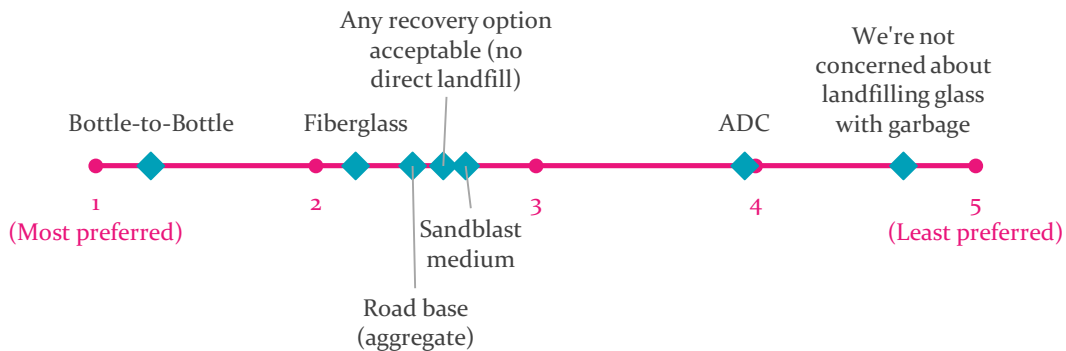 Any recovery option
acceptable (no
direct landfill)
We're not
concerned about
landfilling glass
with garbage
Bottle-to-Bottle
Fiberglass
ADC
1
2
3
4
5
(Most preferred)
(Least preferred)
Sandblast
medium
Road base
(aggregate)